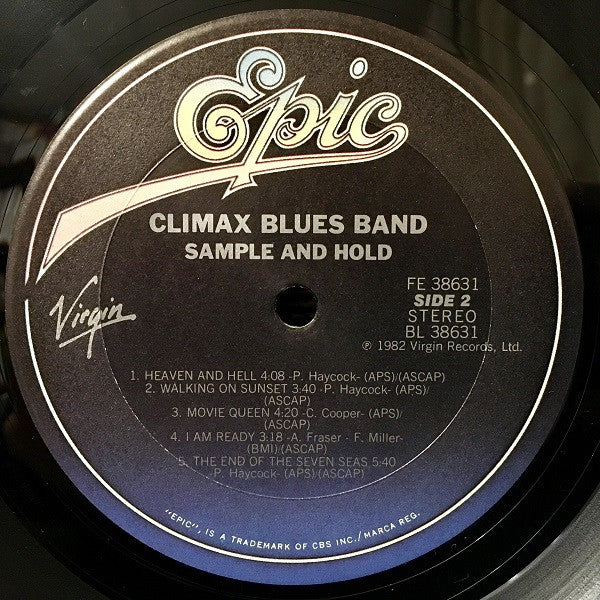 Epic
CLIMAX BLUES BAND
SAMPLE AND HOLD
FE 38631
SIDE 2
STEREO
BL 38631
℗ 1982 Virgin Records, Ltd.
Virgin
1. HEAVEN AND HELL 4:08 -P. Haycock- (APS)/(ASCAP)
2. WALKING ON SUNSET 3:40 -P. Haycock- (APS)/
(ASCAP)
3. MOVIE QUEEN 4:20 -C. Cooper- (APS)/
(ASCAP)
4. I AM READY 3:18 -A. Fraser - F. Miller-
(BMI)/(ASCAP)
5. THE END OF THE SEVEN SEAS 5:40
-P. Haycock- (APS)/(ASCAP)
"EPIC", IS A TRADEMARK OF CBS INC./MARCA REG.